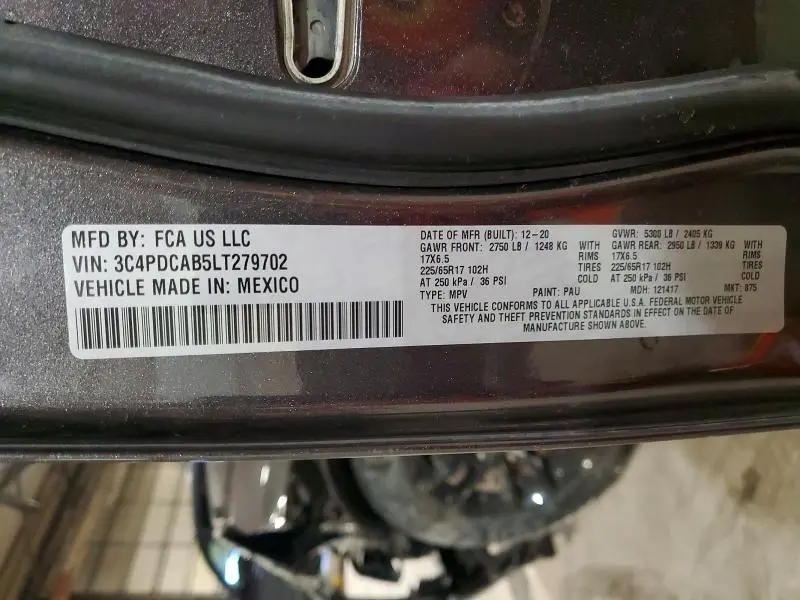 MFD BY: FCA US LLC
VIN: 3C4PDCAB5LT279702
VEHICLE MADE IN: MEXICO
DATE OF MFR (BUILT): 12-20 GVWR: 5300 LB / 2405 KG
GAWR FRONT: 2750 LB / 1248 KG GAWR REAR: 2950 LB / 1339 KG
17X6.5 RIMS 17X6.5 RIMS
225/65R17 102H TIRES 225/65R17 102H TIRES
AT 250 kPa / 36 PSI COLD AT 250 kPa / 36 PSI COLD
TYPE: MPV PAINT: PAU MDH: 121417 MKT: 875
THIS VEHICLE CONFORMS TO ALL APPLICABLE U.S.A. FEDERAL MOTOR VEHICLE
SAFETY AND THEFT PREVENTION STANDARDS IN EFFECT ON THE DATE OF
MANUFACTURE SHOWN ABOVE.